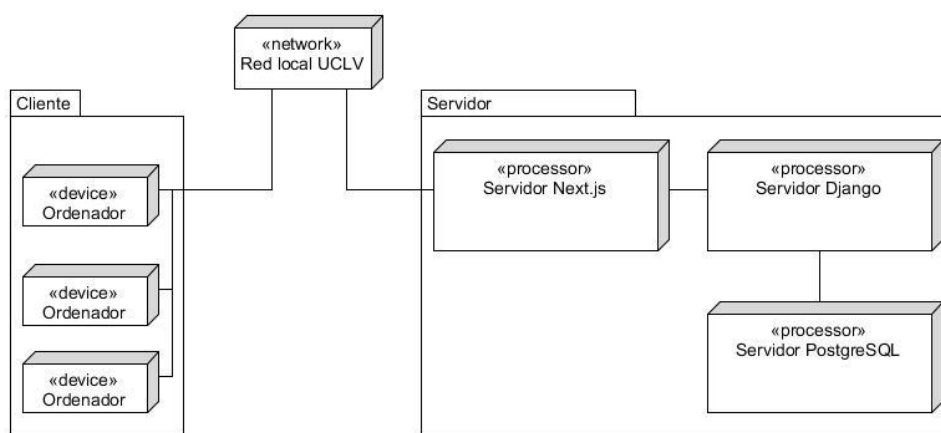 «network»
Red local UCLV
Cliente
«device»
Ordenador
«device»
Ordenador
«device»
Ordenador
Servidor
«processor»
Servidor Next.js
«processor»
Servidor Django
«processor»
Servidor PostgreSQL